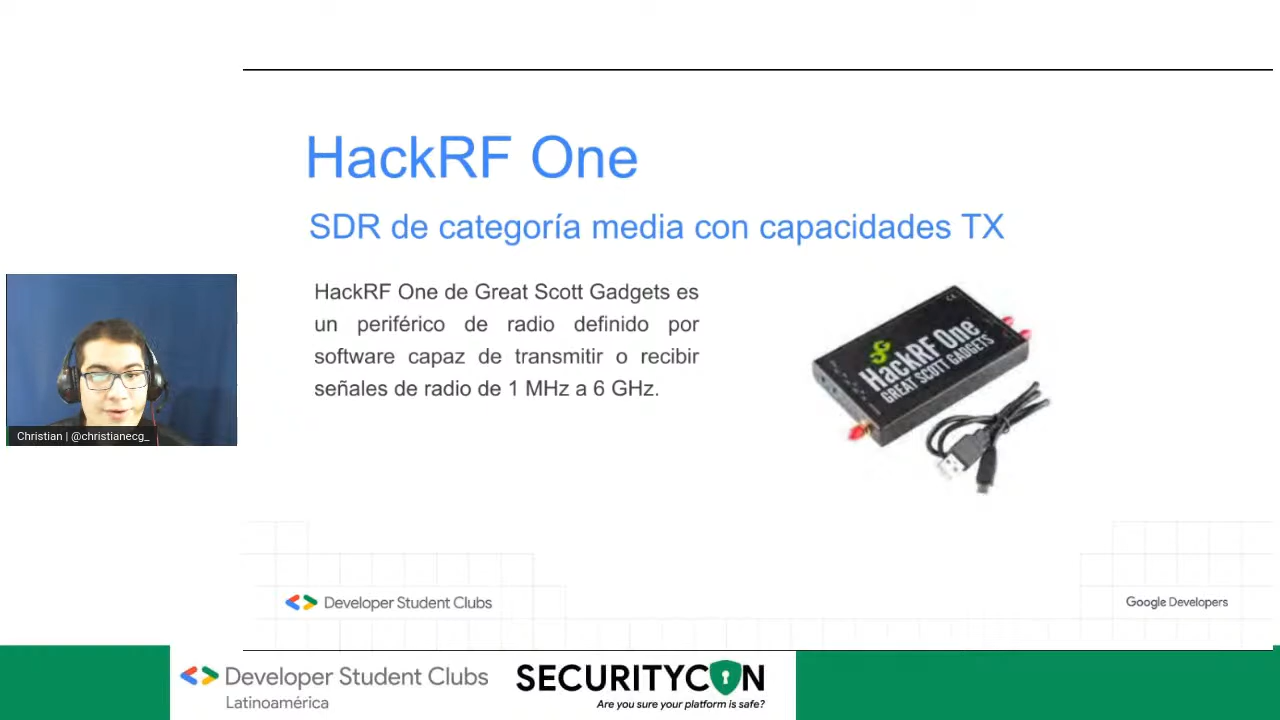 HackRF One
SDR de categoría media con capacidades TX
HackRF One de Great Scott Gadgets es
un periférico de radio definido por
software capaz de transmitir o recibir
señales de radio de 1 MHz a 6 GHz.
HackRF One
GREAT SCOTT GADGETS
Christian | @christianecg_
Developer Student Clubs
Google Developers
Developer Student Clubs
Latinoamérica
SECURITYCON
Are you sure your platform is safe?